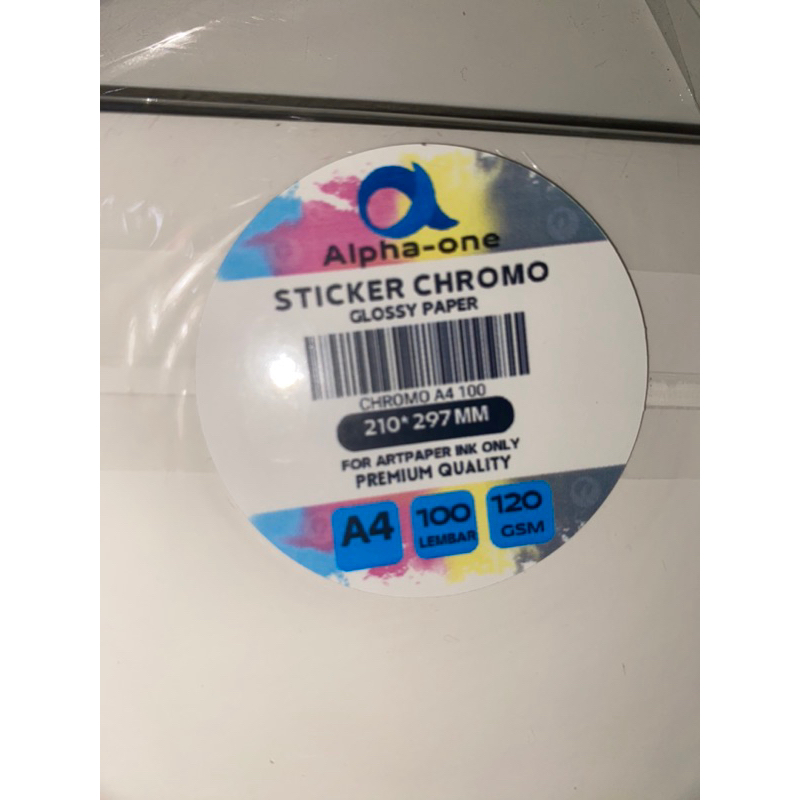 Alpha-one
STICKER CHROMO
GLOSSY PAPER
CHROMO A4 100
210* 297 MM
FOR ARTPAPER INK ONLY
PREMIUM QUALITY
A4
100
LEMBAR
120
GSM